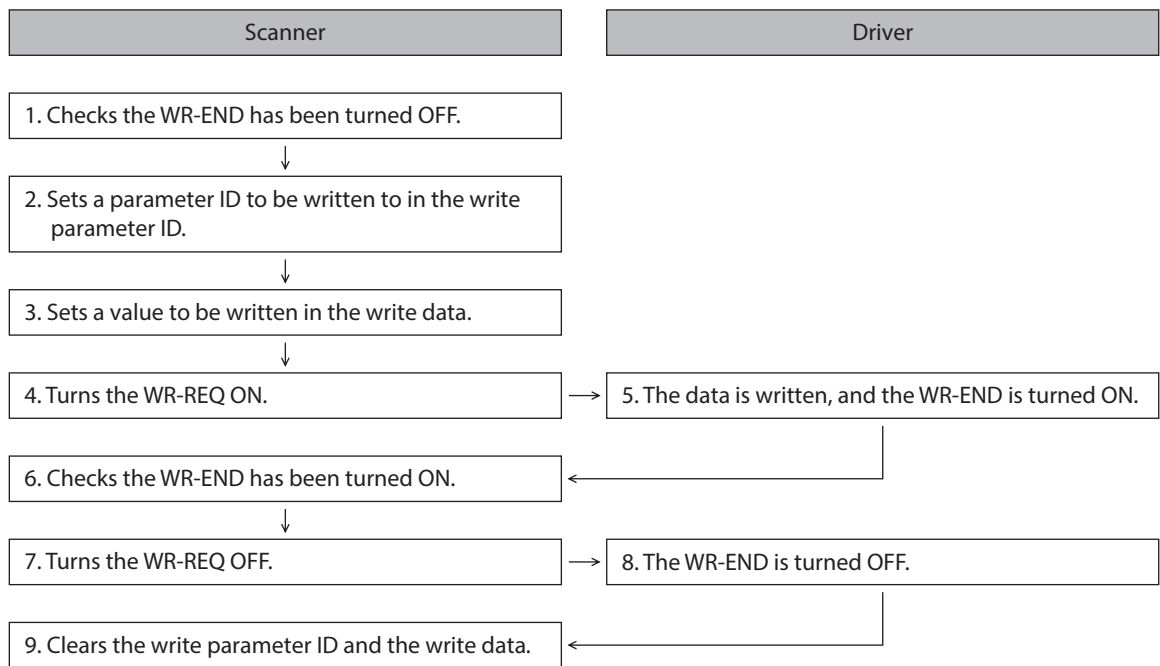 Scanner
Driver
1. Checks the WR-END has been turned OFF.
2. Sets a parameter ID to be written to in the write
parameter ID.
3. Sets a value to be written in the write data.
4. Turns the WR-REQ ON.
5. The data is written, and the WR-END is turned ON.
6. Checks the WR-END has been turned ON.
7. Turns the WR-REQ OFF.
8. The WR-END is turned OFF.
9. Clears the write parameter ID and the write data.